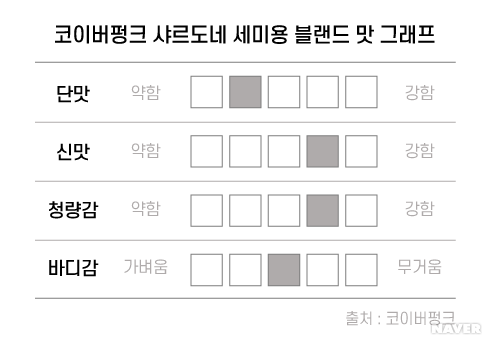 코이버펑크 샤르도네 세미용 블랜드 맛 그래프
단맛 약함 강함
신맛 약함 강함
청량감 약함 강함
바디감 가벼움 무거움
출처 : 코이버펑크
NAVER